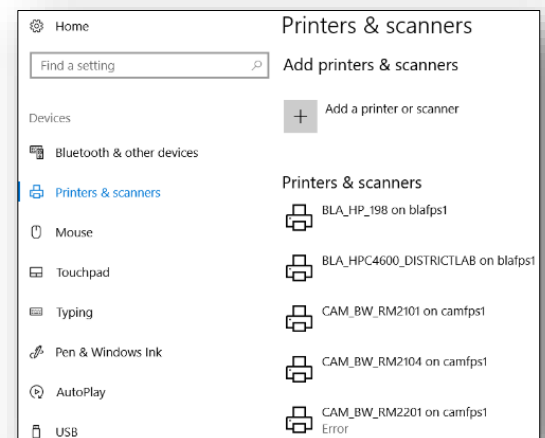 Home
Find a setting
Devices
Bluetooth & other devices
Printers & scanners
Mouse
Touchpad
Typing
Pen & Windows Ink
AutoPlay
USB
Printers & scanners
Add printers & scanners
Add a printer or scanner
Printers & scanners
BLA_HP_198 on blafps1
BLA_HPC4600_DISTRICTLAB on blafps1
CAM_BW_RM2101 on camfps1
CAM_BW_RM2104 on camfps1
CAM_BW_RM2201 on camfps1
Error